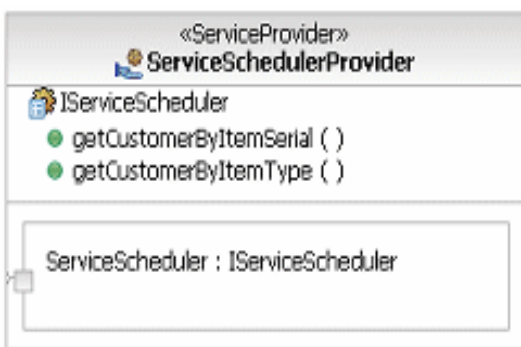 «ServiceProvider»
ServiceSchedulerProvider
IServiceScheduler
getCustomerByItemSerial ( )
getCustomerByItemType ( )
ServiceScheduler : IServiceScheduler